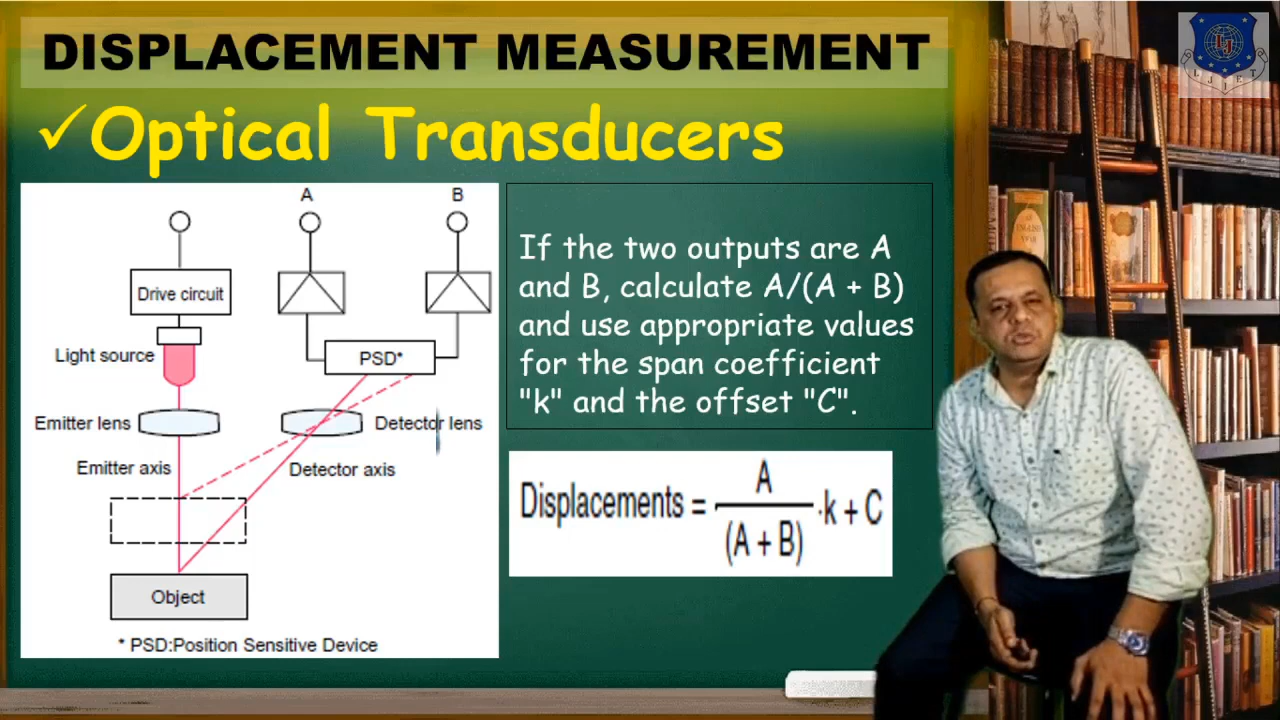 DISPLACEMENT MEASUREMENT
✓Optical Transducers
A
B
Drive circuit
Light source
PSD*
Emitter lens
Detector lens
Emitter axis
Detector axis
Object
* PSD:Position Sensitive Device
If the two outputs are A
and B, calculate A/(A + B)
and use appropriate values
for the span coefficient
"k" and the offset "C".
Displacements = A/(A + B) ·k + C
LJ
LJIET